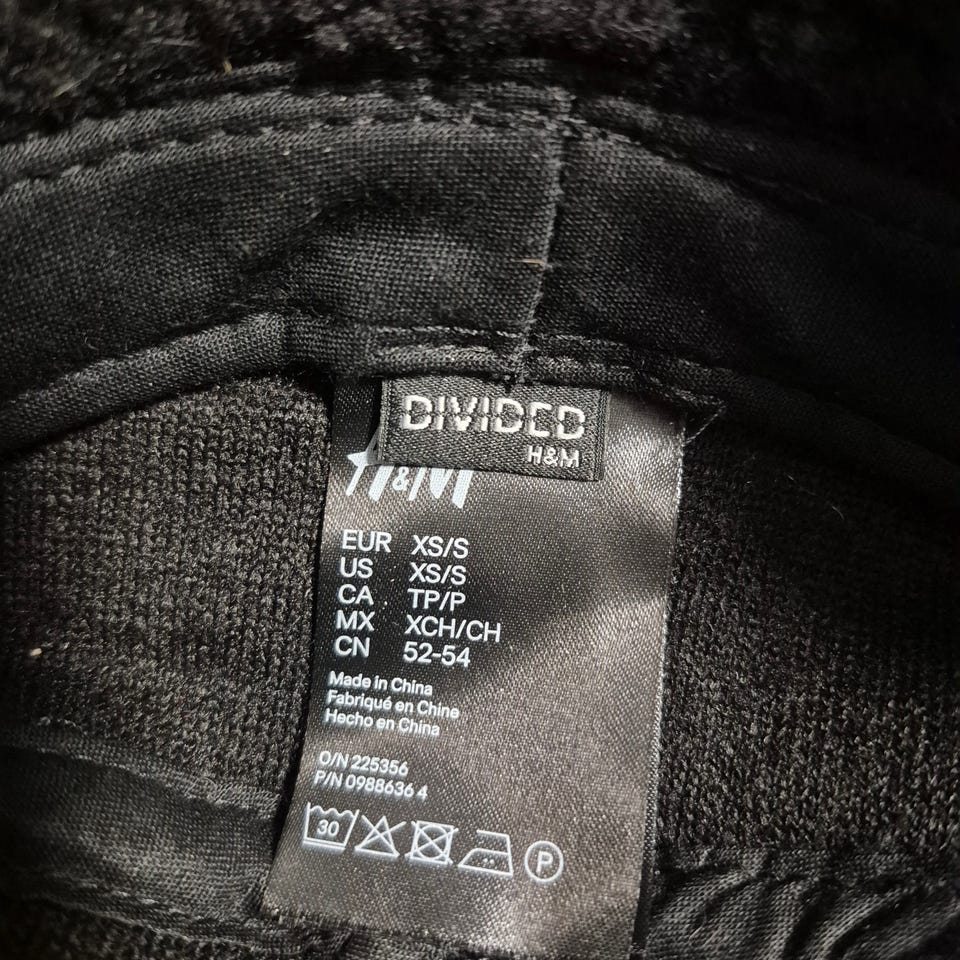 DIVIDED
H&M
H&M
EUR XS/S
US XS/S
CA TP/P
MX XCH/CH
CN 52-54
Made in China
Fabriqué en Chine
Hecho en China
O/N 225356
P/N 0988636 4
30
P